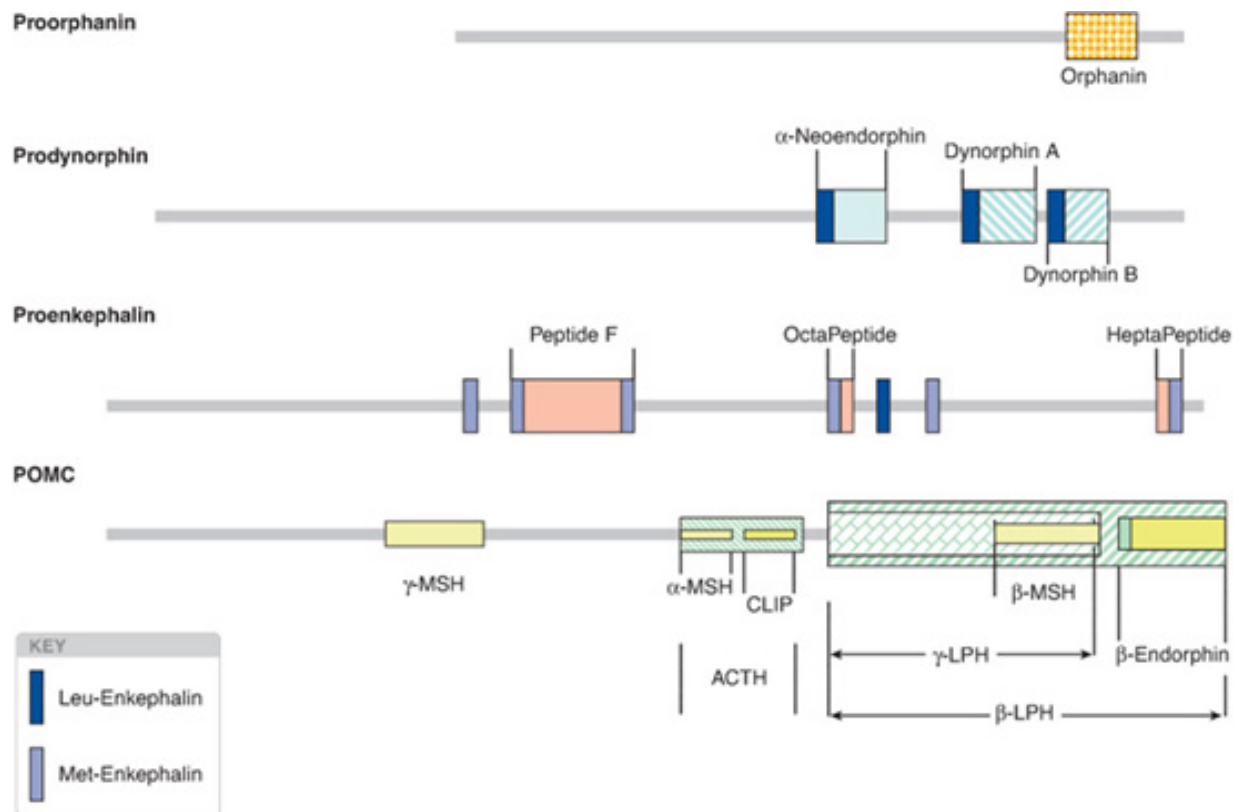 Proorphanin
Orphanin
Prodynorphin
α-Neoendorphin
Dynorphin A
Dynorphin B
Proenkephalin
Peptide F
OctaPeptide
HeptaPeptide
POMC
γ-MSH
α-MSH
CLIP
β-MSH
ACTH
γ-LPH
β-Endorphin
β-LPH
KEY
Leu-Enkephalin
Met-Enkephalin